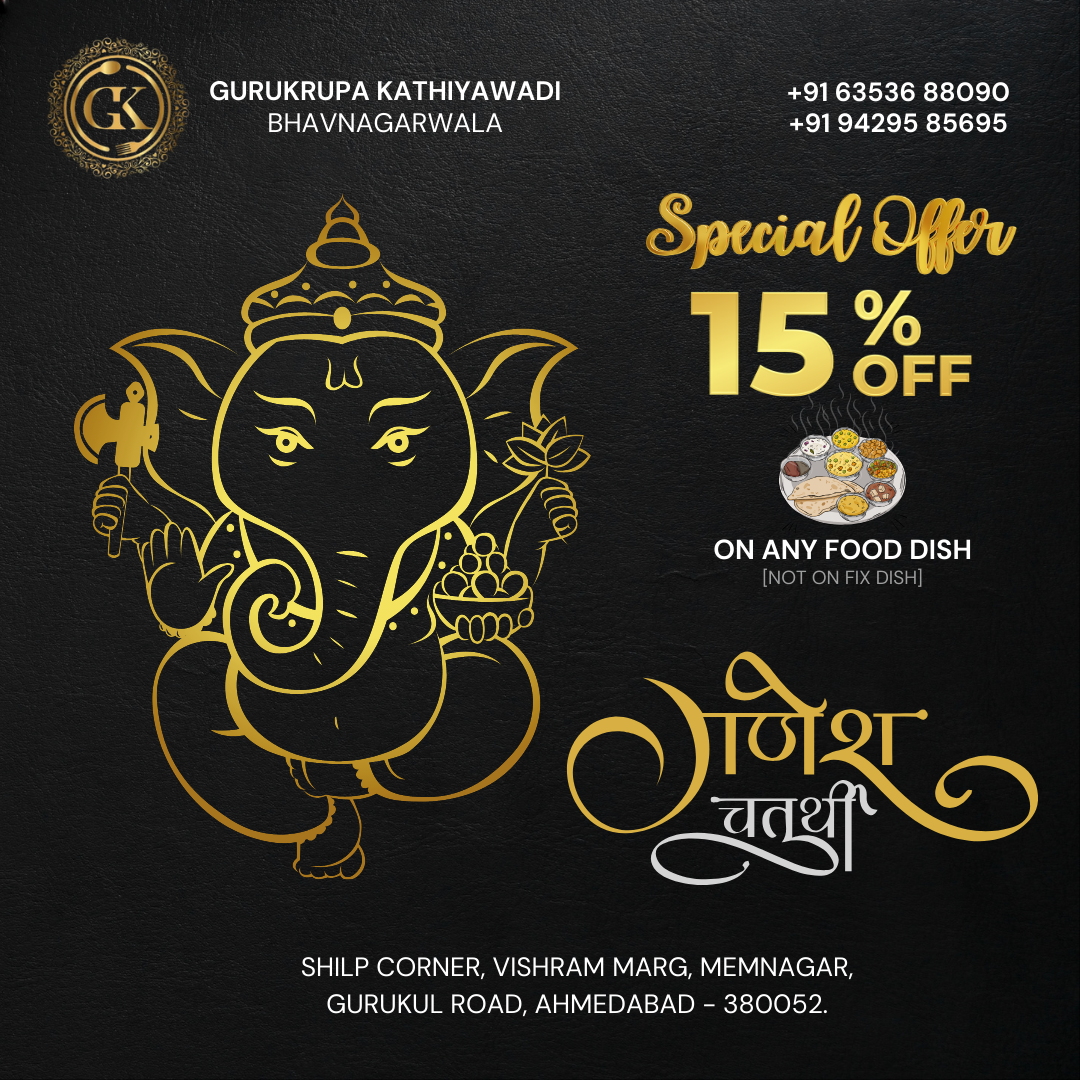 GK
GURUKRUPA KATHIYAWADI
BHAVNAGARWALA
+91 63536 88090
+91 94295 85695
Special Offer
15% OFF
ON ANY FOOD DISH
[NOT ON FIX DISH]
गणेश
चतुर्थी
SHILP CORNER, VISHRAM MARG, MEMNAGAR,
GURUKUL ROAD, AHMEDABAD - 380052.